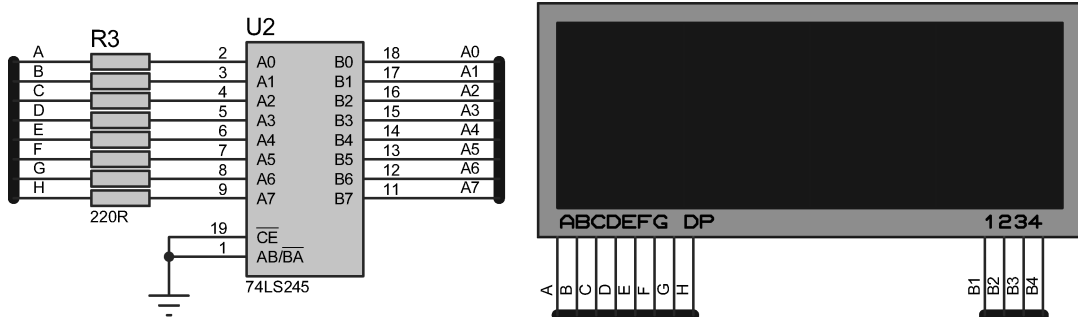 R3
U2
A 2 A0 B0 18 A0
B 3 A1 B1 17 A1
C 4 A2 B2 16 A2
D 5 A3 B3 15 A3
E 6 A4 B4 14 A4
F 7 A5 B5 13 A5
G 8 A6 B6 12 A6
H 9 A7 B7 11 A7
220R
19 CE
1 AB/BA
74LS245
ABCDEFG DP
1234
A
B
C
D
E
F
G
H
B1
B2
B3
B4